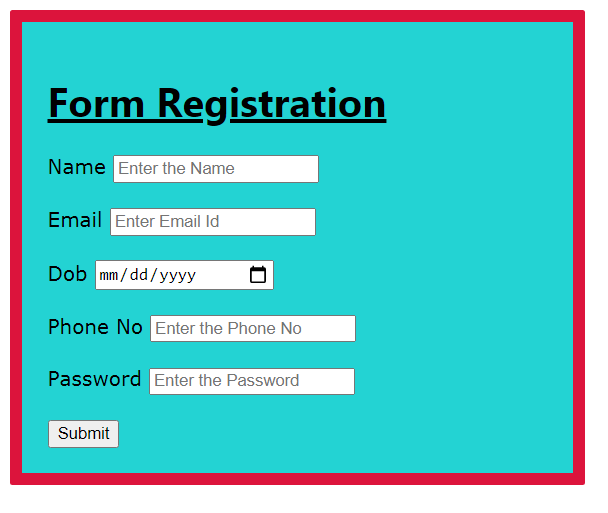 Form Registration
Name Enter the Name
Email Enter Email Id
Dob mm/dd/yyyy
Phone No Enter the Phone No
Password Enter the Password
Submit